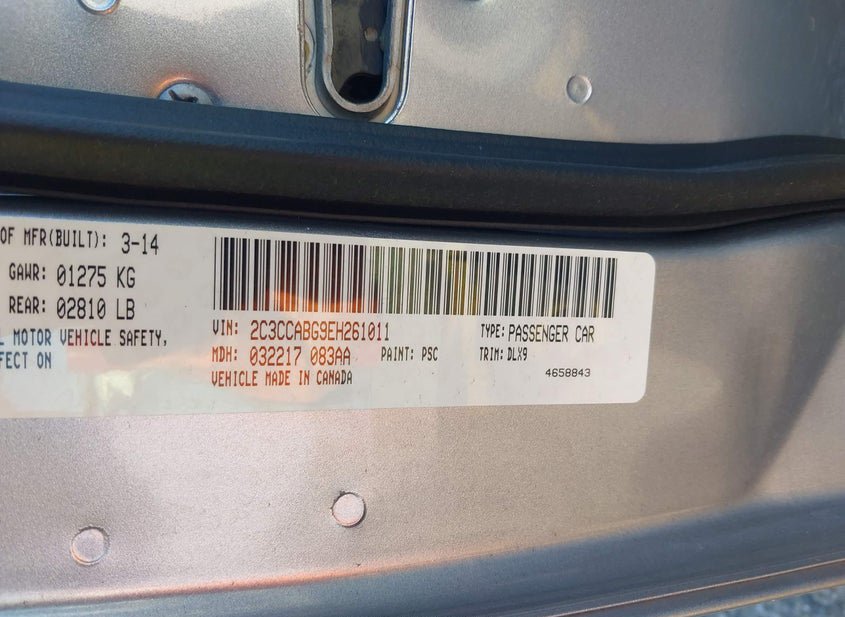 OF MFR(BUILT): 3-14
GAWR: 01275 KG
REAR: 02810 LB
MOTOR VEHICLE SAFETY,
ON
VIN: 2C3CCABG9EH261011
TYPE: PASSENGER CAR
MDH: 032217 083AA PAINT: PSC
TRIM: DLX9
VEHICLE MADE IN CANADA
4658843